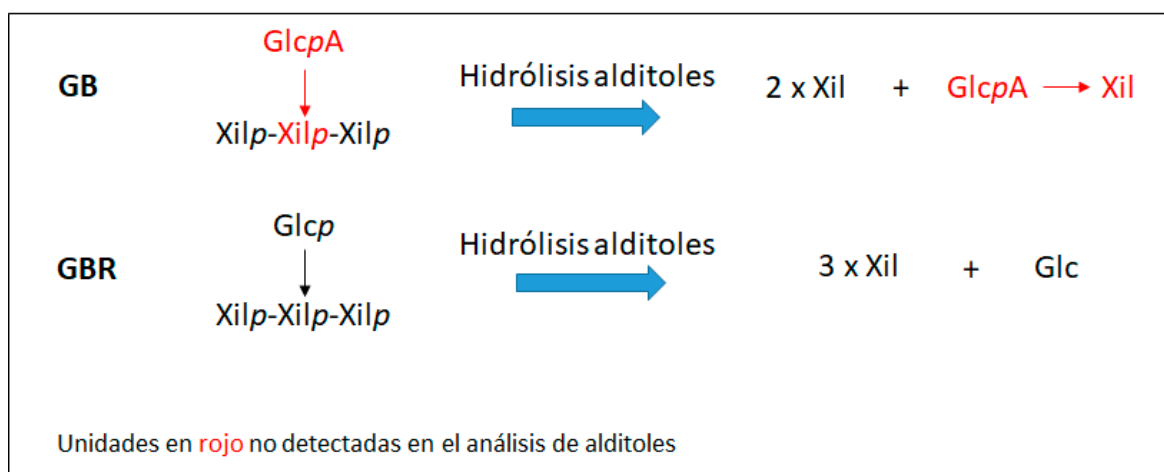 GlcpA
GB Hidrólisis alditoles 2 x Xil + GlcpA → Xil
Xilp-Xilp-Xilp
Glcp
GBR Hidrólisis alditoles 3 x Xil + Glc
Xilp-Xilp-Xilp
Unidades en rojo no detectadas en el análisis de alditoles